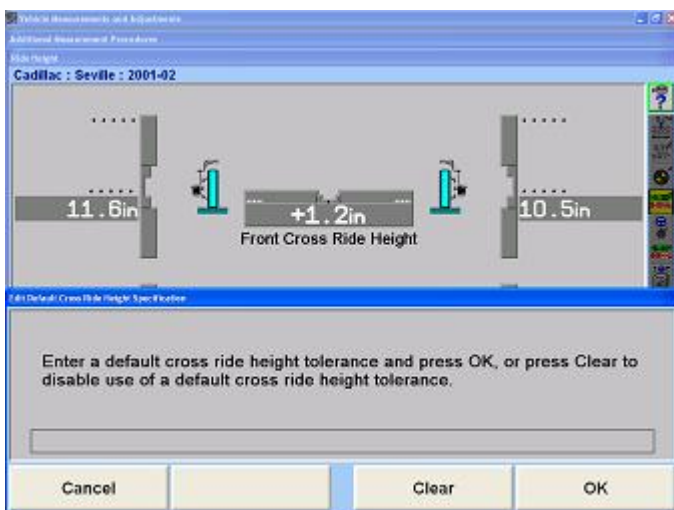 Vehicle Measurements and Adjustments
Additional Measurement Procedures
Ride Height
Cadillac : Seville : 2001-02
11.6in
+1.2in
10.5in
Front Cross Ride Height
Edit Default Cross Ride Height Specification
Enter a default cross ride height tolerance and press OK, or press Clear to
disable use of a default cross ride height tolerance.
Cancel
Clear
OK